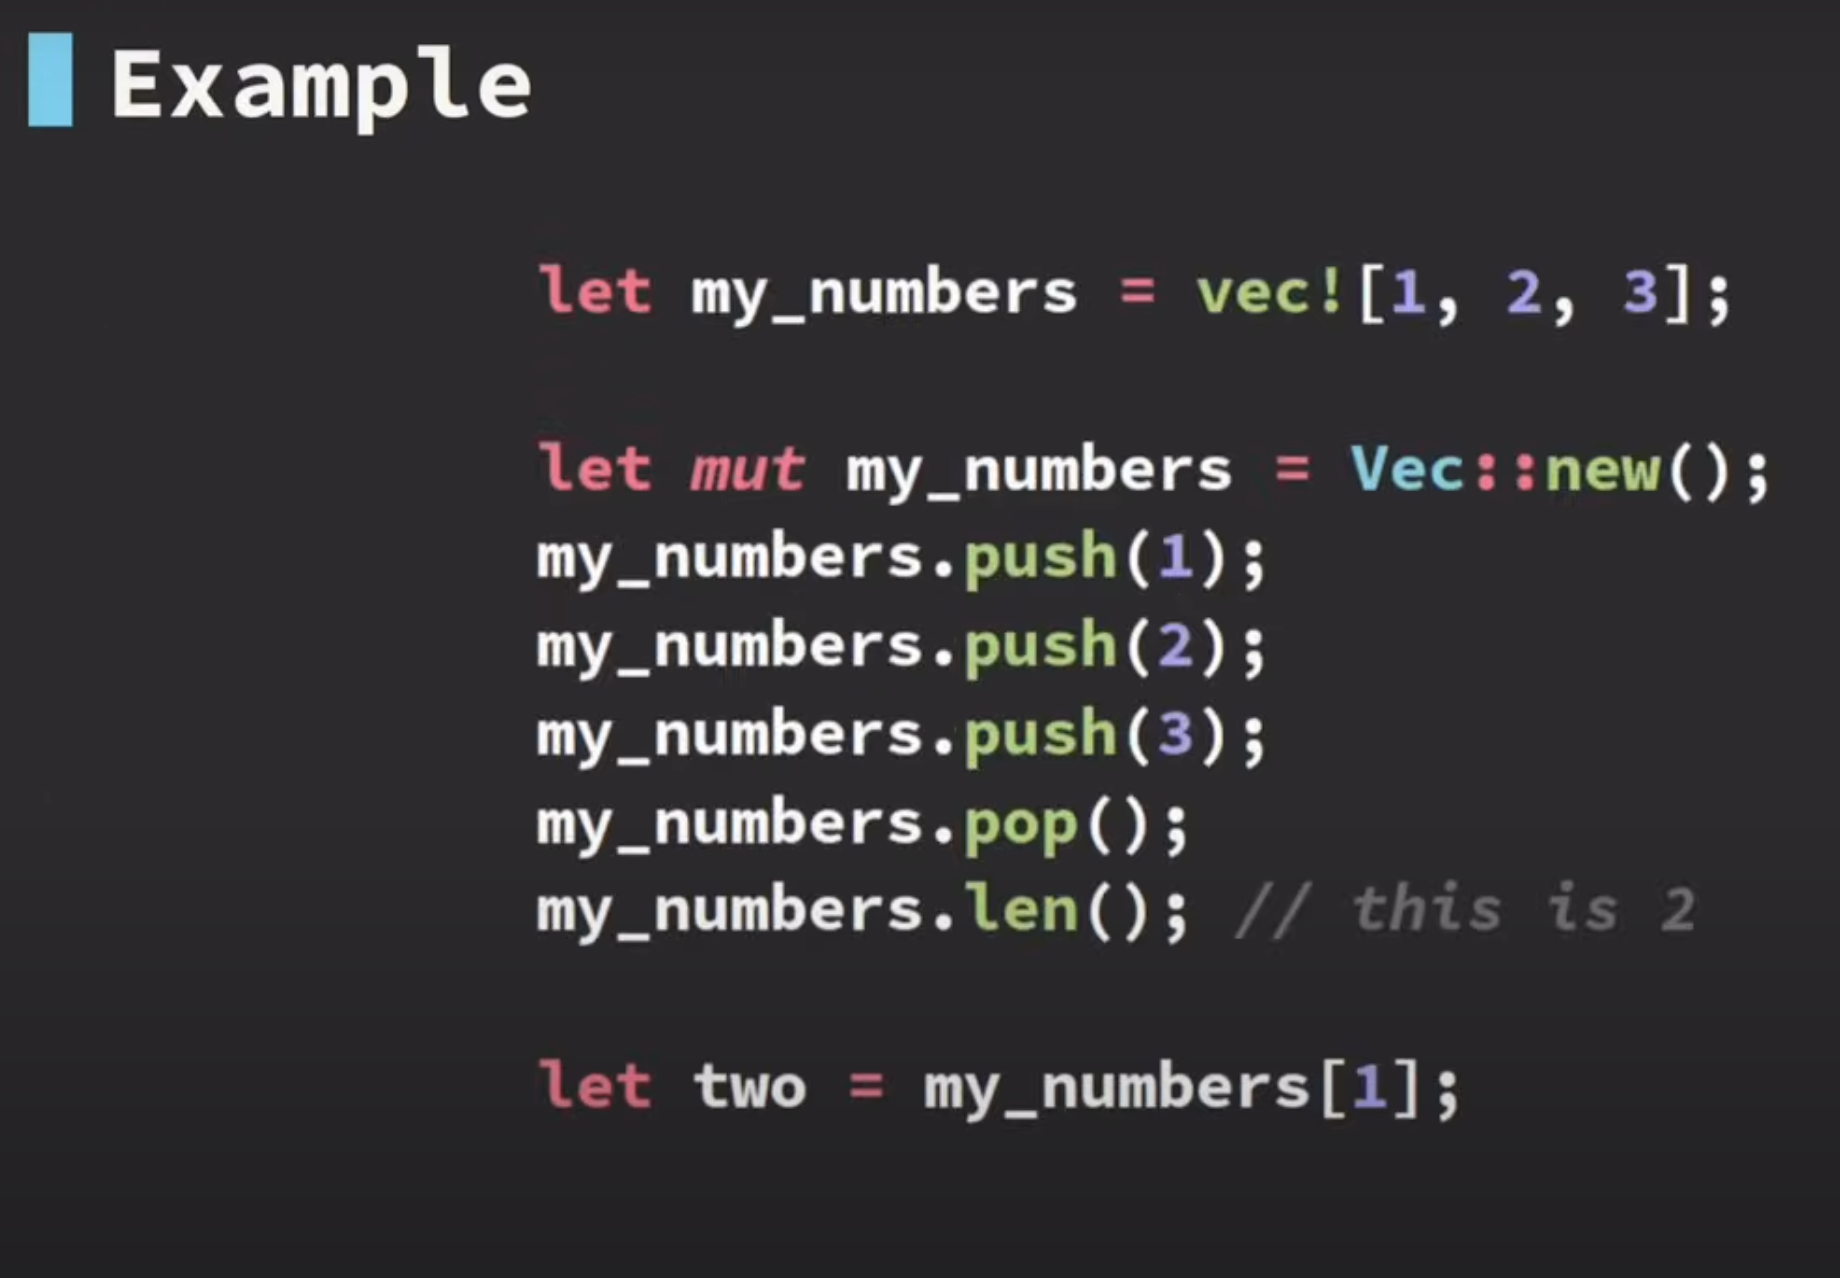 Example
let my_numbers = vec![1, 2, 3];
let mut my_numbers = Vec::new();
my_numbers.push(1);
my_numbers.push(2);
my_numbers.push(3);
my_numbers.pop();
my_numbers.len(); // this is 2
let two = my_numbers[1];